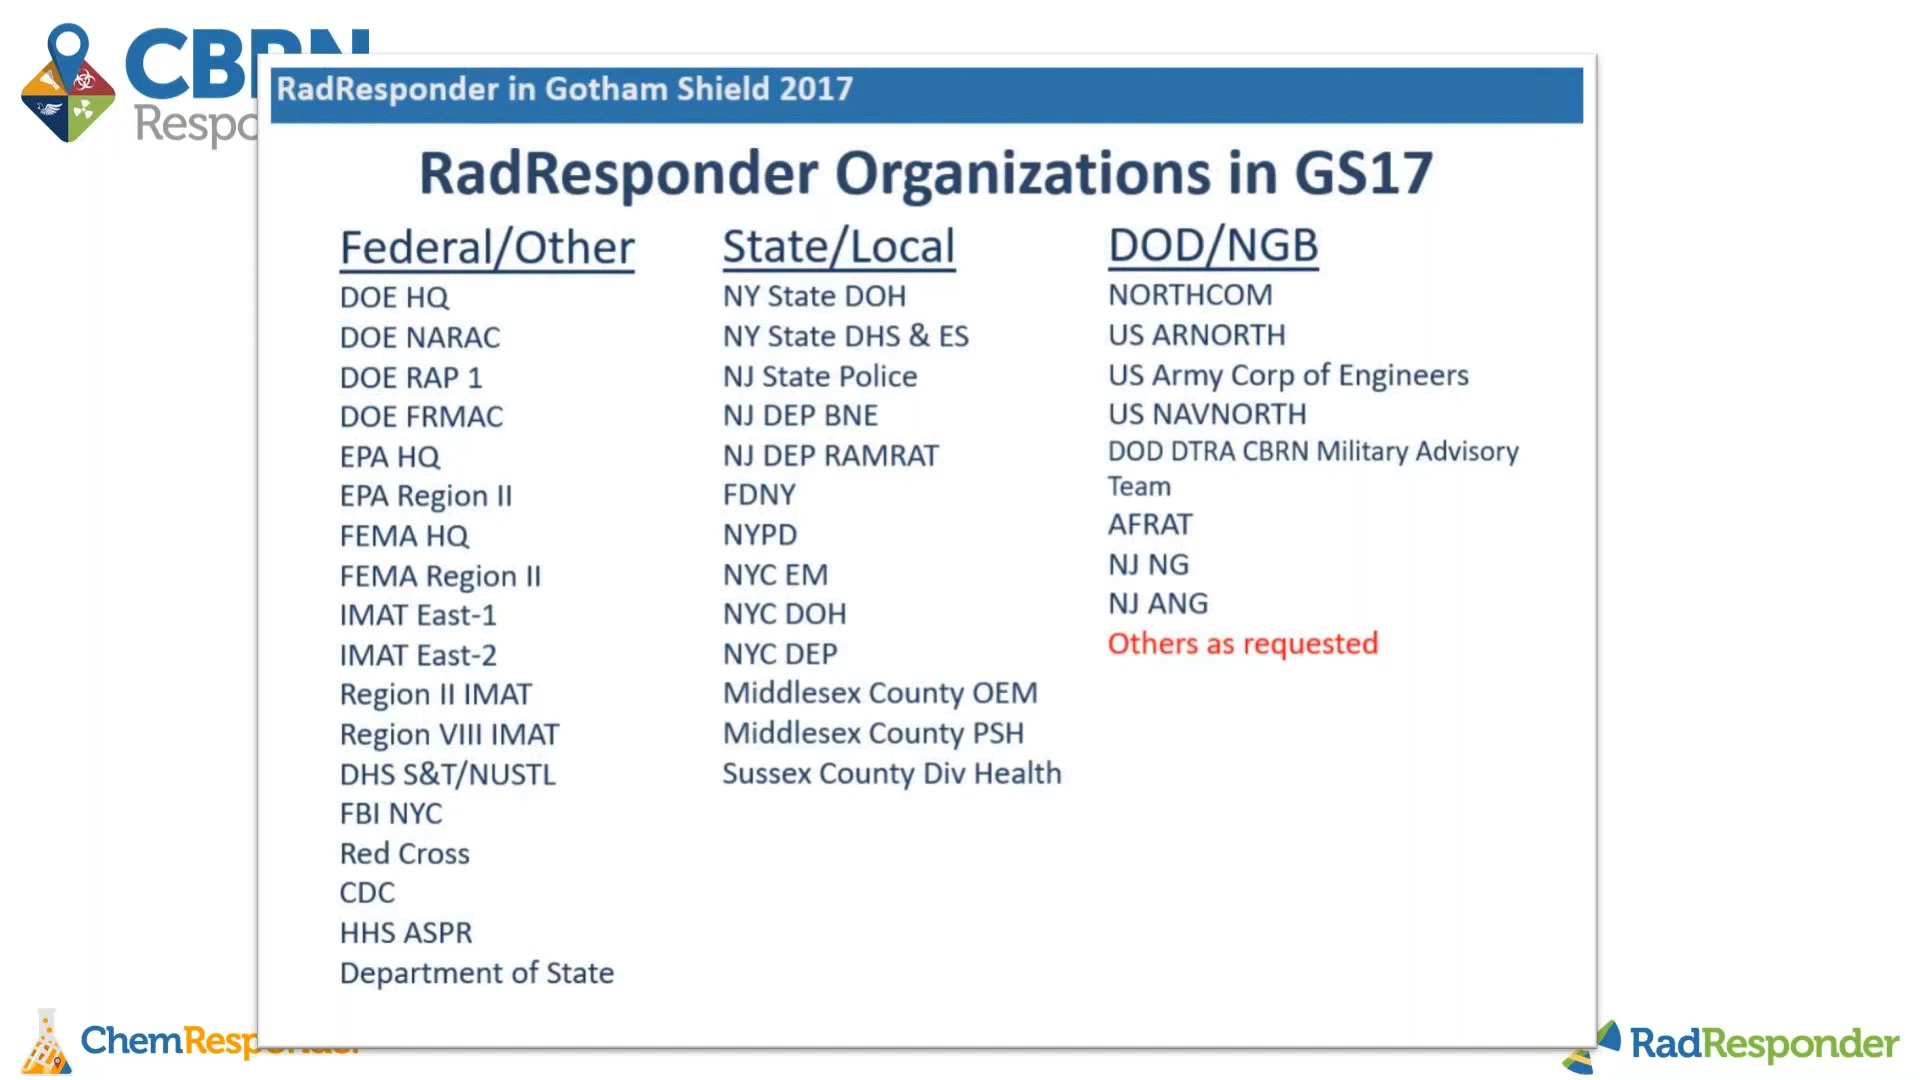 CBRN
Respo
RadResponder in Gotham Shield 2017
RadResponder Organizations in GS17
Federal/Other
DOE HQ
DOE NARAC
DOE RAP 1
DOE FRMAC
EPA HQ
EPA Region II
FEMA HQ
FEMA Region II
IMAT East-1
IMAT East-2
Region II IMAT
Region VIII IMAT
DHS S&T/NUSTL
FBI NYC
Red Cross
CDC
HHS ASPR
Department of State
State/Local
NY State DOH
NY State DHS & ES
NJ State Police
NJ DEP BNE
NJ DEP RAMRAT
FDNY
NYPD
NYC EM
NYC DOH
NYC DEP
Middlesex County OEM
Middlesex County PSH
Sussex County Div Health
DOD/NGB
NORTHCOM
US ARNORTH
US Army Corp of Engineers
US NAVNORTH
DOD DTRA CBRN Military Advisory
Team
AFRAT
NJ NG
NJ ANG
Others as requested
ChemResponder
RadResponder